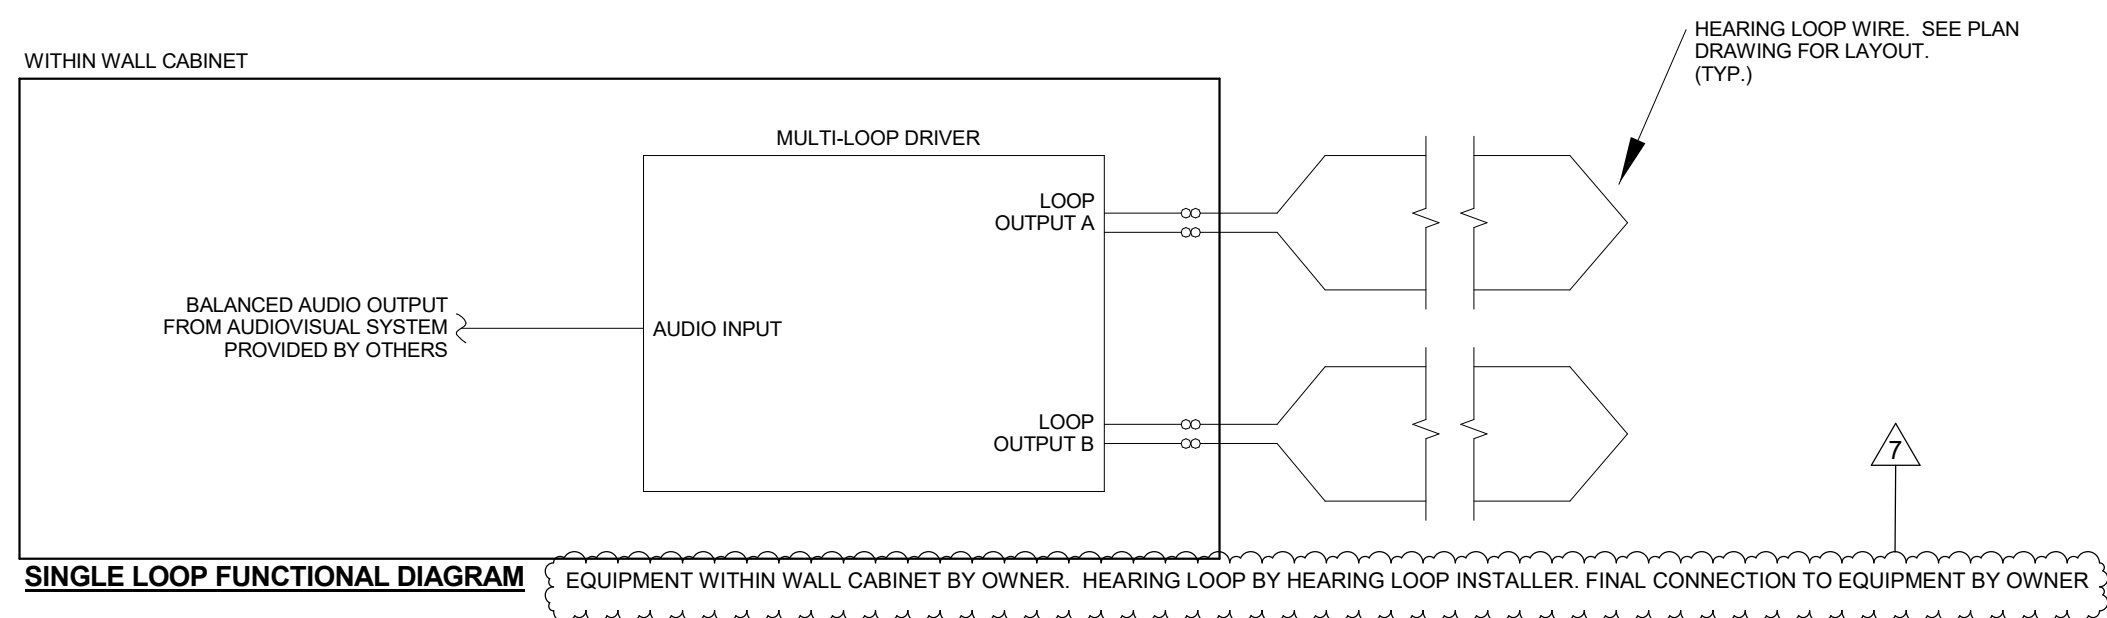 HEARING LOOP WIRE.  SEE PLAN
DRAWING FOR LAYOUT.
(TYP.)
WITHIN WALL CABINET
MULTI-LOOP DRIVER
LOOP
OUTPUT A
BALANCED AUDIO OUTPUT
FROM AUDIOVISUAL SYSTEM
PROVIDED BY OTHERS
AUDIO INPUT
LOOP
OUTPUT B
7
SINGLE LOOP FUNCTIONAL DIAGRAM
EQUIPMENT WITHIN WALL CABINET BY OWNER.  HEARING LOOP BY HEARING LOOP INSTALLER. FINAL CONNECTION TO EQUIPMENT BY OWNER